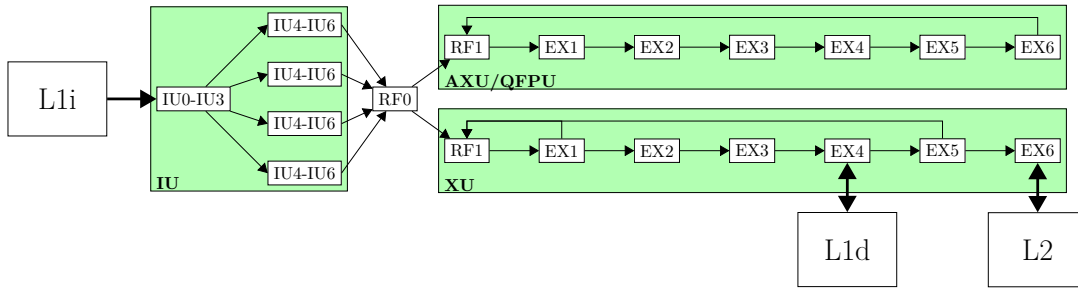 L1i
IU0-IU3
IU4-IU6
IU4-IU6
IU4-IU6
IU4-IU6
IU
RF0
RF1
EX1
EX2
EX3
EX4
EX5
EX6
AXU/QFPU
RF1
EX1
EX2
EX3
EX4
EX5
EX6
XU
L1d
L2